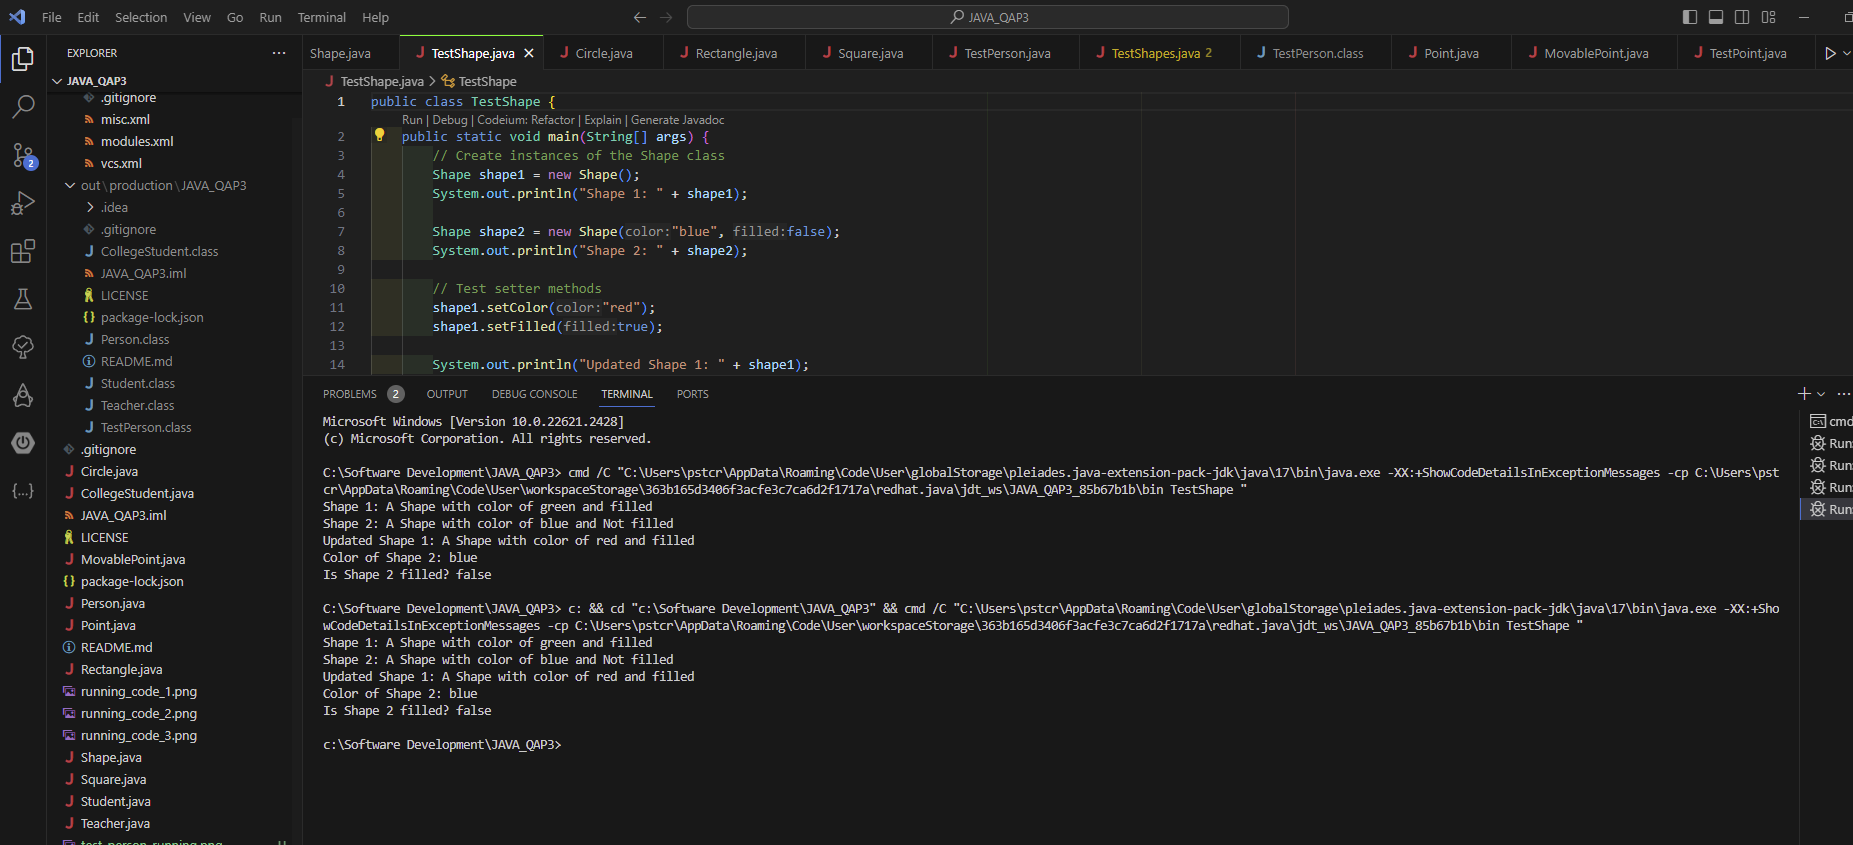 File Edit Selection View Go Run Terminal Help
JAVA_QAP3
EXPLORER
JAVA_QAP3
.gitignore
misc.xml
modules.xml
vcs.xml
out\production\JAVA_QAP3
.idea
.gitignore
CollegeStudent.class
JAVA_QAP3.iml
LICENSE
package-lock.json
Person.class
README.md
Student.class
Teacher.class
TestPerson.class
.gitignore
Circle.java
CollegeStudent.java
JAVA_QAP3.iml
LICENSE
MovablePoint.java
package-lock.json
Person.java
Point.java
README.md
Rectangle.java
running_code_1.png
running_code_2.png
running_code_3.png
Shape.java
Square.java
Student.java
Teacher.java
2
Shape.java TestShape.java Circle.java Rectangle.java Square.java TestPerson.java TestShapes.java 2 TestPerson.class Point.java MovablePoint.java TestPoint.java
TestShape.java > TestShape
1 public class TestShape {
Run | Debug | Codeium: Refactor | Explain | Generate Javadoc
2 public static void main(String[] args) {
3 // Create instances of the Shape class
4 Shape shape1 = new Shape();
5 System.out.println("Shape 1: " + shape1);
6
7 Shape shape2 = new Shape(color:"blue", filled:false);
8 System.out.println("Shape 2: " + shape2);
9
10 // Test setter methods
11 shape1.setColor(color:"red");
12 shape1.setFilled(filled:true);
13
14 System.out.println("Updated Shape 1: " + shape1);
PROBLEMS 2 OUTPUT DEBUG CONSOLE TERMINAL PORTS
Microsoft Windows [Version 10.0.22621.2428]
(c) Microsoft Corporation. All rights reserved.
C:\Software Development\JAVA_QAP3> cmd /C "C:\Users\pstcr\AppData\Roaming\Code\User\globalStorage\pleiades.java-extension-pack-jdk\java\17\bin\java.exe -XX:+ShowCodeDetailsInExceptionMessages -cp C:\Users\pst
cr\AppData\Roaming\Code\User\workspaceStorage\363b165d3406f3acfe3c7ca6d2f1717a\redhat.java\jdt_ws\JAVA_QAP3_85b67b1b\bin TestShape "
Shape 1: A Shape with color of green and filled
Shape 2: A Shape with color of blue and Not filled
Updated Shape 1: A Shape with color of red and filled
Color of Shape 2: blue
Is Shape 2 filled? false
C:\Software Development\JAVA_QAP3> c: && cd "c:\Software Development\JAVA_QAP3" && cmd /C "C:\Users\pstcr\AppData\Roaming\Code\User\globalStorage\pleiades.java-extension-pack-jdk\java\17\bin\java.exe -XX:+Sho
wCodeDetailsInExceptionMessages -cp C:\Users\pstcr\AppData\Roaming\Code\User\workspaceStorage\363b165d3406f3acfe3c7ca6d2f1717a\redhat.java\jdt_ws\JAVA_QAP3_85b67b1b\bin TestShape "
Shape 1: A Shape with color of green and filled
Shape 2: A Shape with color of blue and Not filled
Updated Shape 1: A Shape with color of red and filled
Color of Shape 2: blue
Is Shape 2 filled? false
c:\Software Development\JAVA_QAP3>
cmd
Run:
Run:
Run:
Run: